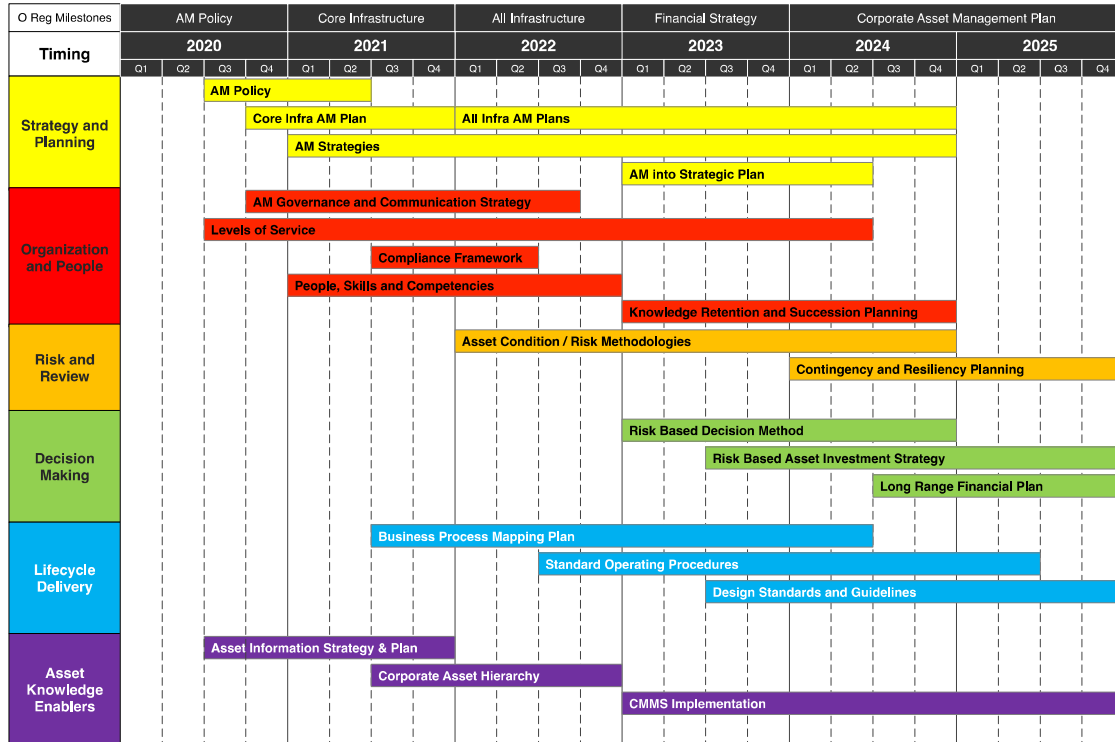 O Reg Milestones AM Policy Core Infrastructure All Infrastructure Financial Strategy Corporate Asset Management Plan
Timing 2020 2021 2022 2023 2024 2025
Q1 Q2 Q3 Q4 Q1 Q2 Q3 Q4 Q1 Q2 Q3 Q4 Q1 Q2 Q3 Q4 Q1 Q2 Q3 Q4 Q1 Q2 Q3 Q4
Strategy and
Planning
AM Policy
Core Infra AM Plan All Infra AM Plans
AM Strategies
AM into Strategic Plan
Organization
and People
AM Governance and Communication Strategy
Levels of Service
Compliance Framework
People, Skills and Competencies
Knowledge Retention and Succession Planning
Risk and
Review
Asset Condition / Risk Methodologies
Contingency and Resiliency Planning
Decision
Making
Risk Based Decision Method
Risk Based Asset Investment Strategy
Long Range Financial Plan
Lifecycle
Delivery
Business Process Mapping Plan
Standard Operating Procedures
Design Standards and Guidelines
Asset
Knowledge
Enablers
Asset Information Strategy & Plan
Corporate Asset Hierarchy
CMMS Implementation